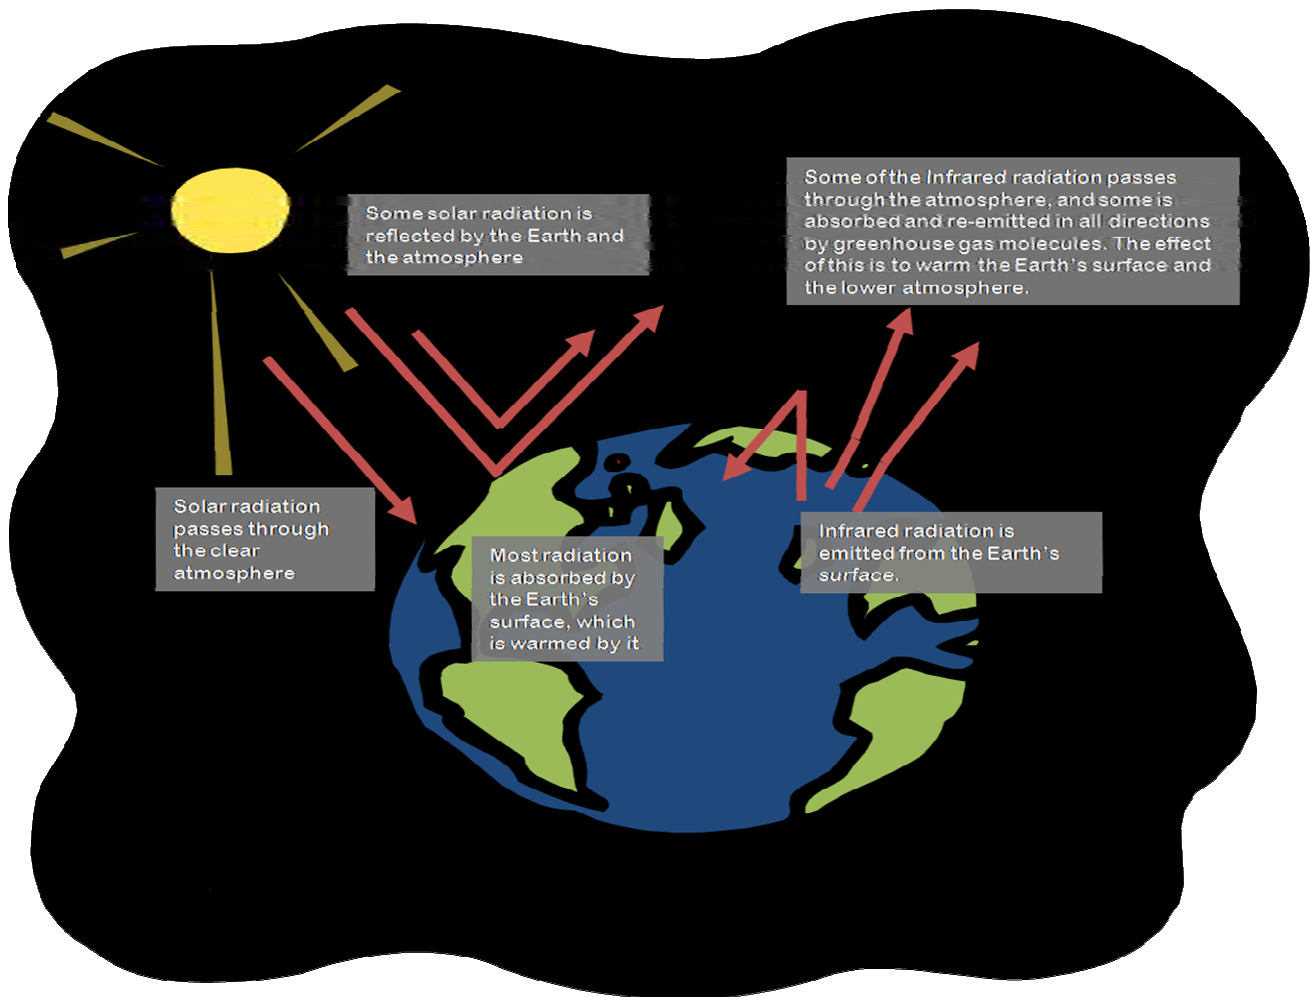 Some solar radiation is
reflected by the Earth and
the atmosphere
Some of the Infrared radiation passes
through the atmosphere, and some is
absorbed and re-emitted in all directions
by greenhouse gas molecules. The effect
of this is to warm the Earth's surface and
the lower atmosphere.
Solar radiation
passes through
the clear
atmosphere
Most radiation
is absorbed by
the Earth's
surface, which
is warmed by it
Infrared radiation is
emitted from the Earth's
surface.